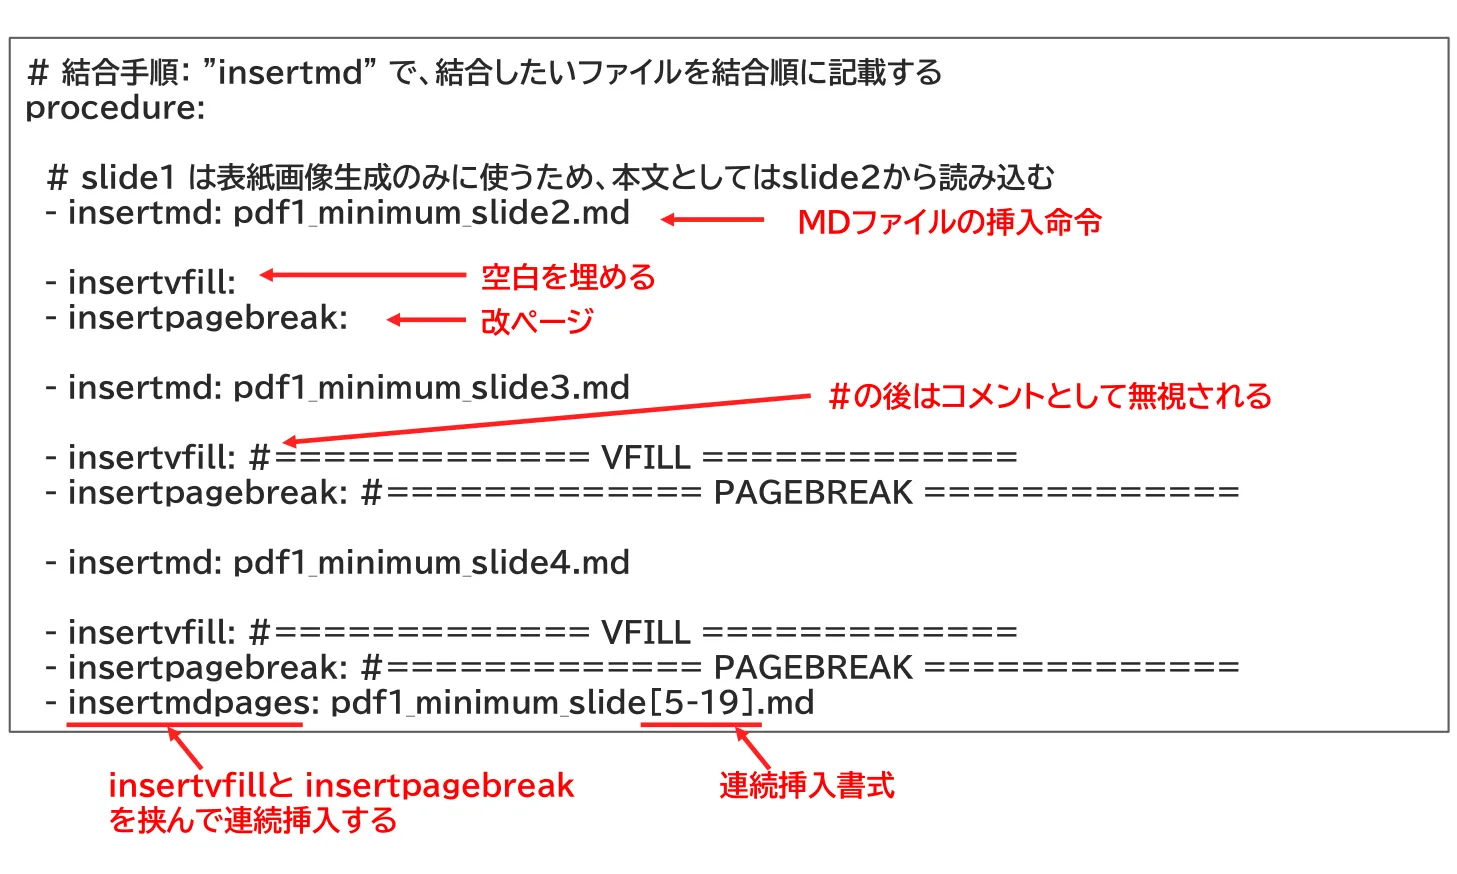 # 結合手順： ”insertmd” で、結合したいファイルを結合順に記載する
procedure:
# slide1 は表紙画像生成のみに使うため、本文としてはslide2から読み込む
- insertmd: pdf1_minimum_slide2.md
MDファイルの挿入命令
- insertvfill:
空白を埋める
- insertpagebreak:
改ページ
- insertmd: pdf1_minimum_slide3.md
#の後はコメントとして無視される
- insertvfill: #============= VFILL =============
- insertpagebreak: #============= PAGEBREAK =============
- insertmd: pdf1_minimum_slide4.md
- insertvfill: #============= VFILL =============
- insertpagebreak: #============= PAGEBREAK =============
- insertmdpages: pdf1_minimum_slide[5-19].md
insertvfillと insertpagebreak
を挟んで連続挿入する
連続挿入書式